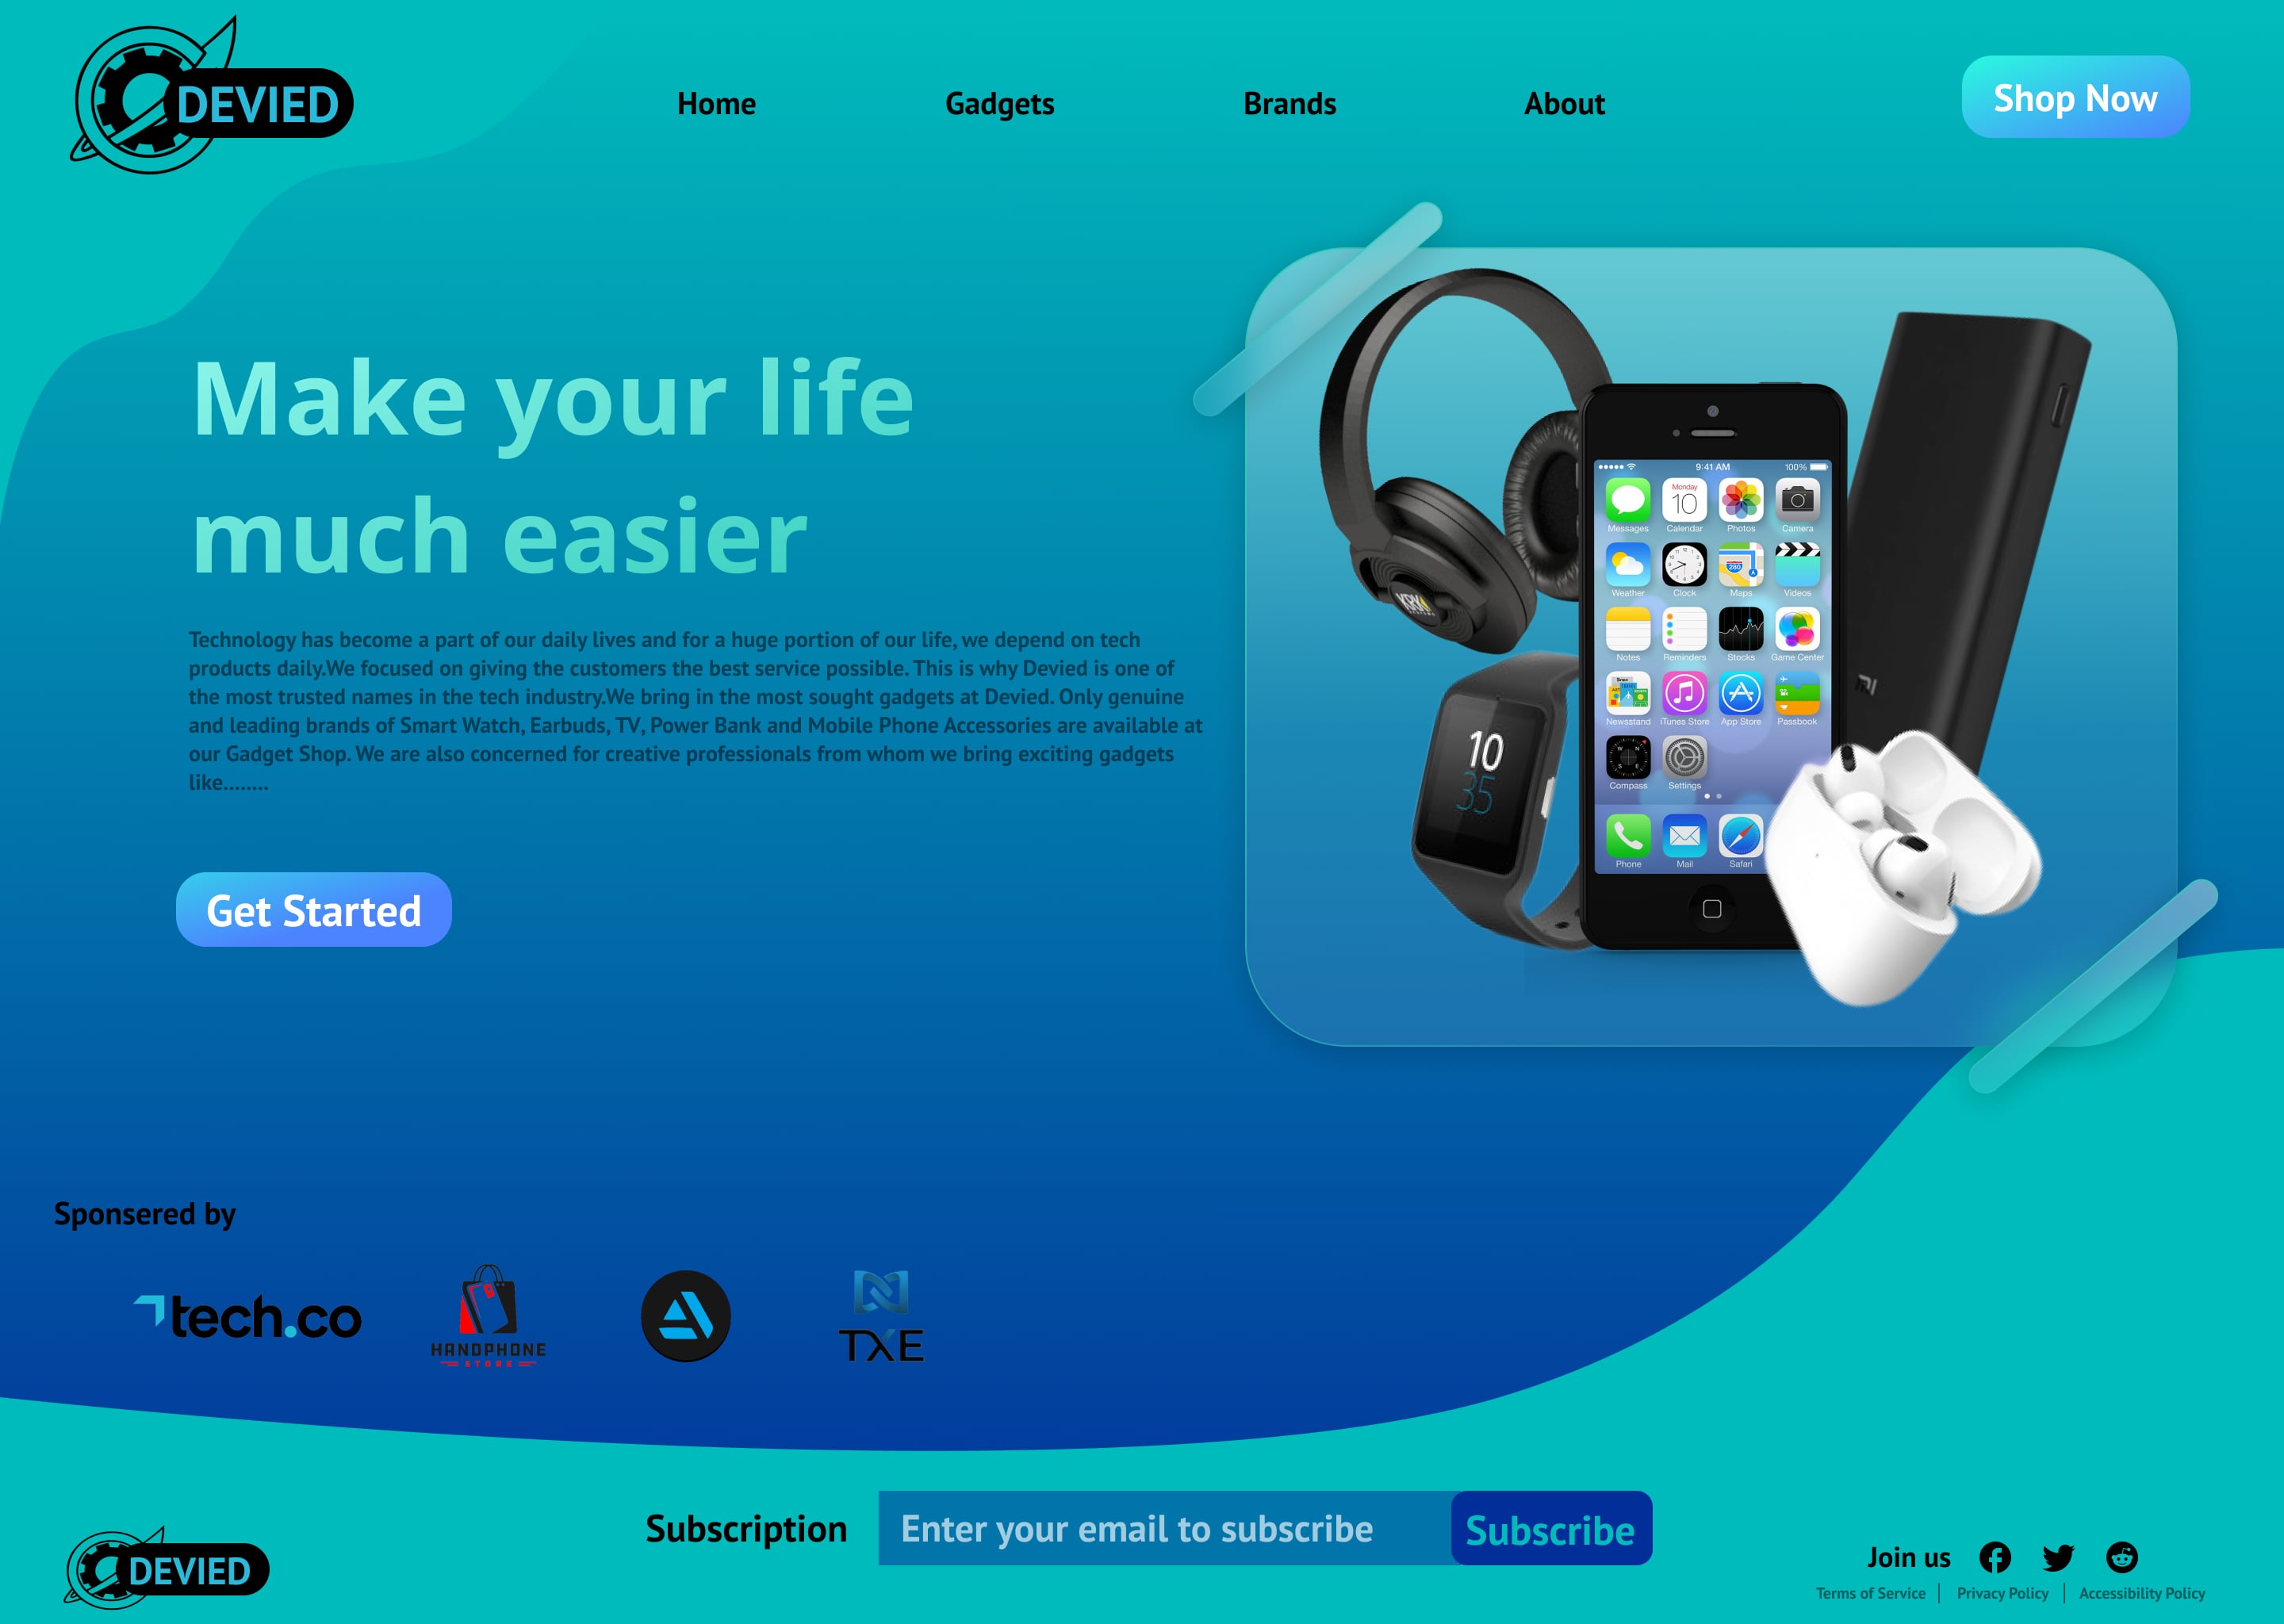 DEVIED
Home
Gadgets
Brands
About
Shop Now
Make your life
much easier
Technology has become a part of our daily lives and for a huge portion of our life, we depend on tech
products daily.We focused on giving the customers the best service possible. This is why Devied is one of
the most trusted names in the tech industry.We bring in the most sought gadgets at Devied. Only genuine
and leading brands of Smart Watch, Earbuds, TV, Power Bank and Mobile Phone Accessories are available at
our Gadget Shop. We are also concerned for creative professionals from whom we bring exciting gadgets
like........
Get Started
KRK
10
35
9:41 AM
100%
Monday
10
Messages
Calendar
Photos
Camera
280
Weather
Clock
Maps
Videos
Notes
Reminders
Stocks
Game Center
Newsstand
iTunes Store
App Store
Passbook
Compass
Settings
Phone
Mail
Safari
MI
Sponsered by
tech.co
HANDPHONE
STORE
TXE
DEVIED
Subscription
Enter your email to subscribe
Subscribe
Join us
Terms of Service
Privacy Policy
Accessibility Policy